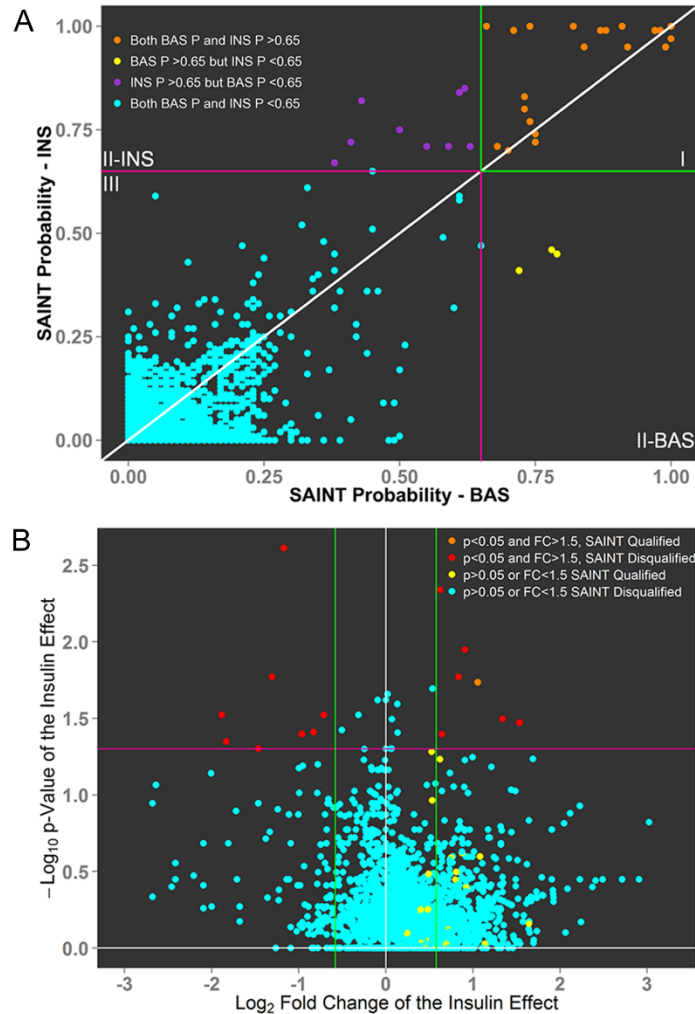 A
SAINT Probability - INS
1.00
0.75
0.50
0.25
0.00
Both BAS P and INS P >0.65
BAS P >0.65 but INS P <0.65
INS P >0.65 but BAS P <0.65
Both BAS P and INS P <0.65
II-INS
I
III
II-BAS
0.00
0.25
0.50
0.75
1.00
SAINT Probability - BAS
B
−Log10 p-Value of the Insulin Effect
2.5
2.0
1.5
1.0
0.5
0.0
p<0.05 and FC>1.5, SAINT Qualified
p<0.05 and FC>1.5, SAINT Disqualified
p>0.05 or FC<1.5 SAINT Qualified
p>0.05 or FC<1.5 SAINT Disqualified
-3
-2
-1
0
1
2
3
Log2 Fold Change of the Insulin Effect